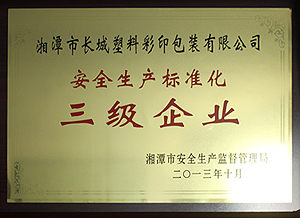 湘潭市长城塑料彩印包装有限公司
安全生产标准化
三级企业
湘潭市安全生产监督管理局
二〇一三年十月